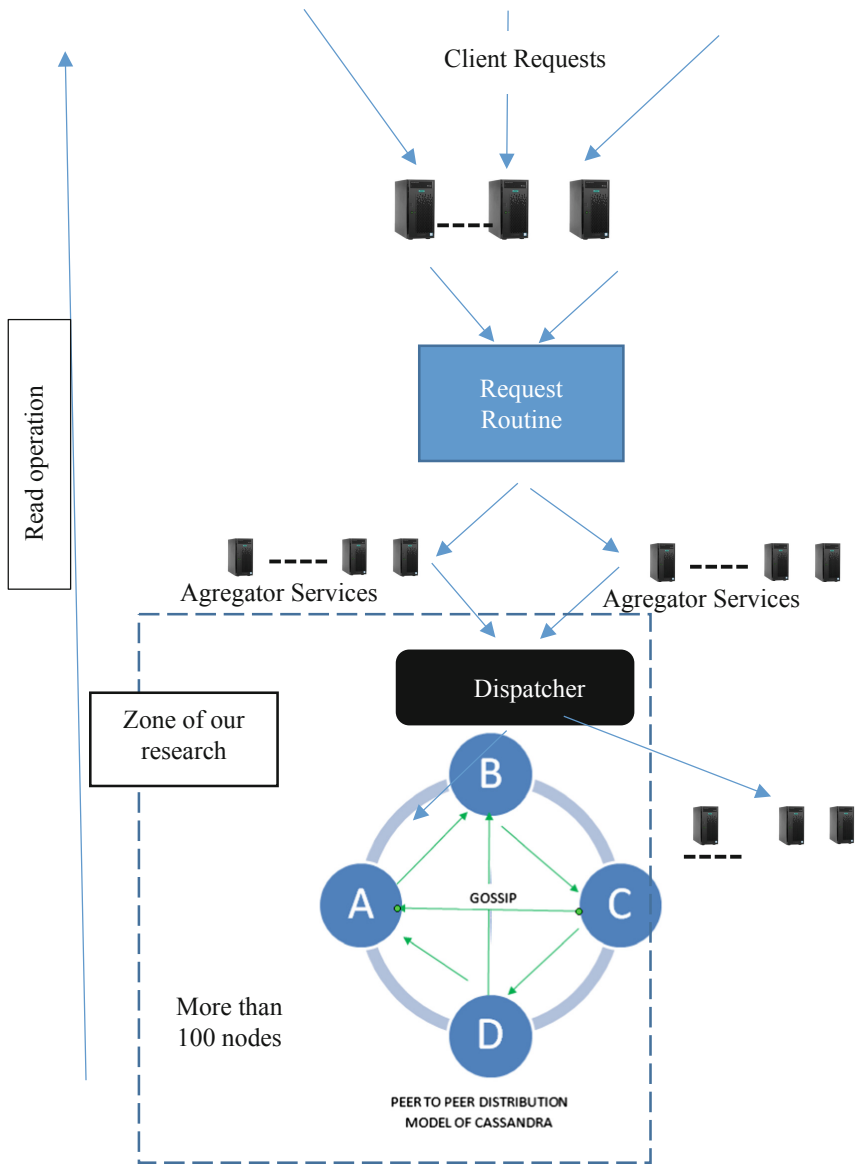 Client Requests
Read operation
Request
Routine
Agregator Services
Agregator Services
Dispatcher
Zone of our
research
B
A
GOSSIP
C
D
More than
100 nodes
PEER TO PEER DISTRIBUTION
MODEL OF CASSANDRA